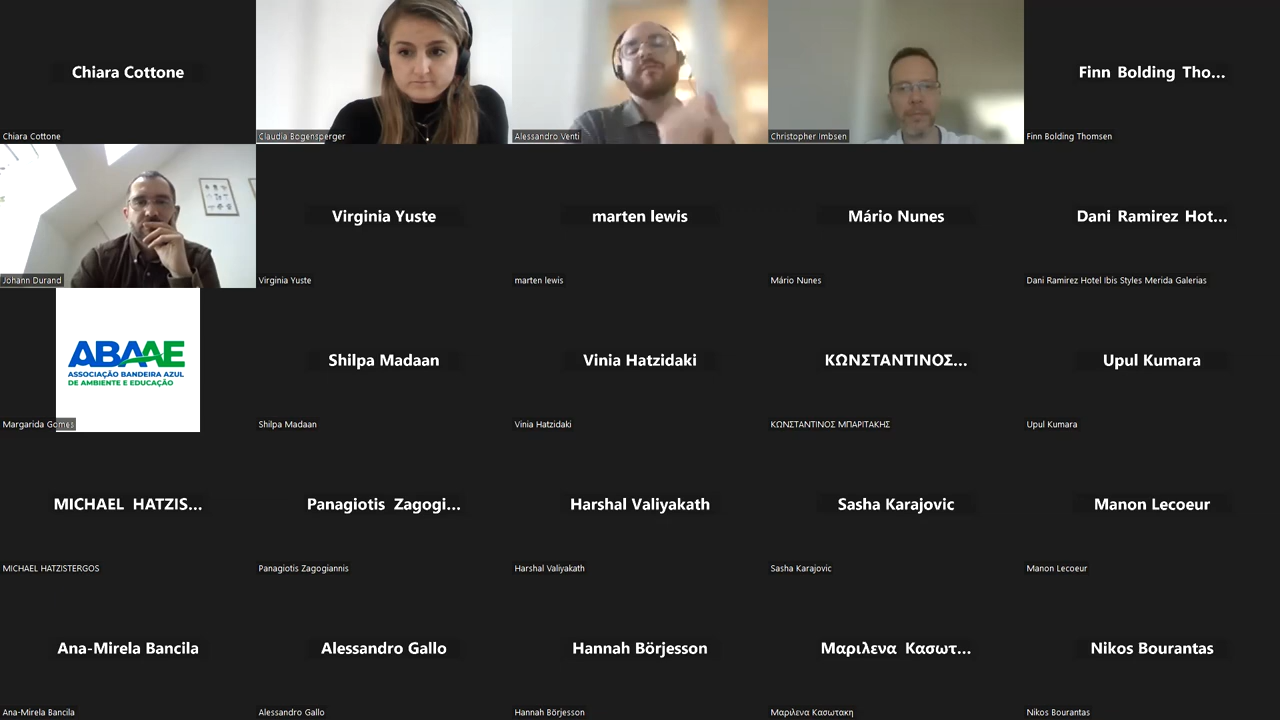 Chiara Cottone
Finn Bolding Tho...
Chiara Cottone
Claudia Bogensperger
Alessandro Venti
Christopher Imbsen
Finn Bolding Thomsen
Virginia Yuste
marten lewis
Mário Nunes
Dani Ramirez Hot...
Johann Durand
Virginia Yuste
marten lewis
Mário Nunes
Dani Ramirez Hotel Ibis Styles Merida Galerias
ABAAE
ASSOCIAÇÃO BANDEIRA AZUL
DE AMBIENTE E EDUCAÇÃO
Shilpa Madaan
Vinia Hatzidaki
ΚΩΝΣΤΑΝΤΙΝΟΣ...
Upul Kumara
Margarida Gomes
Shilpa Madaan
Vinia Hatzidaki
ΚΩΝΣΤΑΝΤΙΝΟΣ ΜΠΑΡΙΤΑΚΗΣ
Upul Kumara
MICHAEL HATZIS...
Panagiotis Zagogi...
Harshal Valiyakath
Sasha Karajovic
Manon Lecoeur
MICHAEL HATZISTERGOS
Panagiotis Zagogiannis
Harshal Valiyakath
Sasha Karajovic
Manon Lecoeur
Ana-Mirela Bancila
Alessandro Gallo
Hannah Börjesson
Μαριλενα Κασωτ...
Nikos Bourantas
Ana-Mirela Bancila
Alessandro Gallo
Hannah Börjesson
Μαριλενα Κασωτακη
Nikos Bourantas